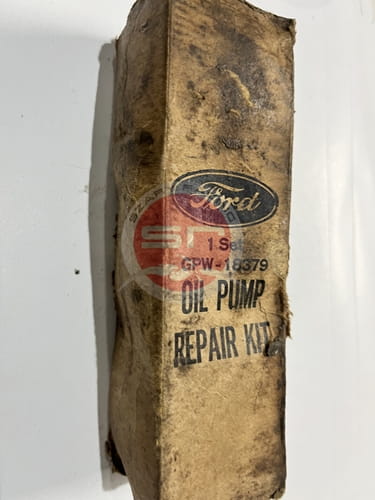 Ford
1 Set
GPW-18379
OIL PUMP
REPAIR KIT